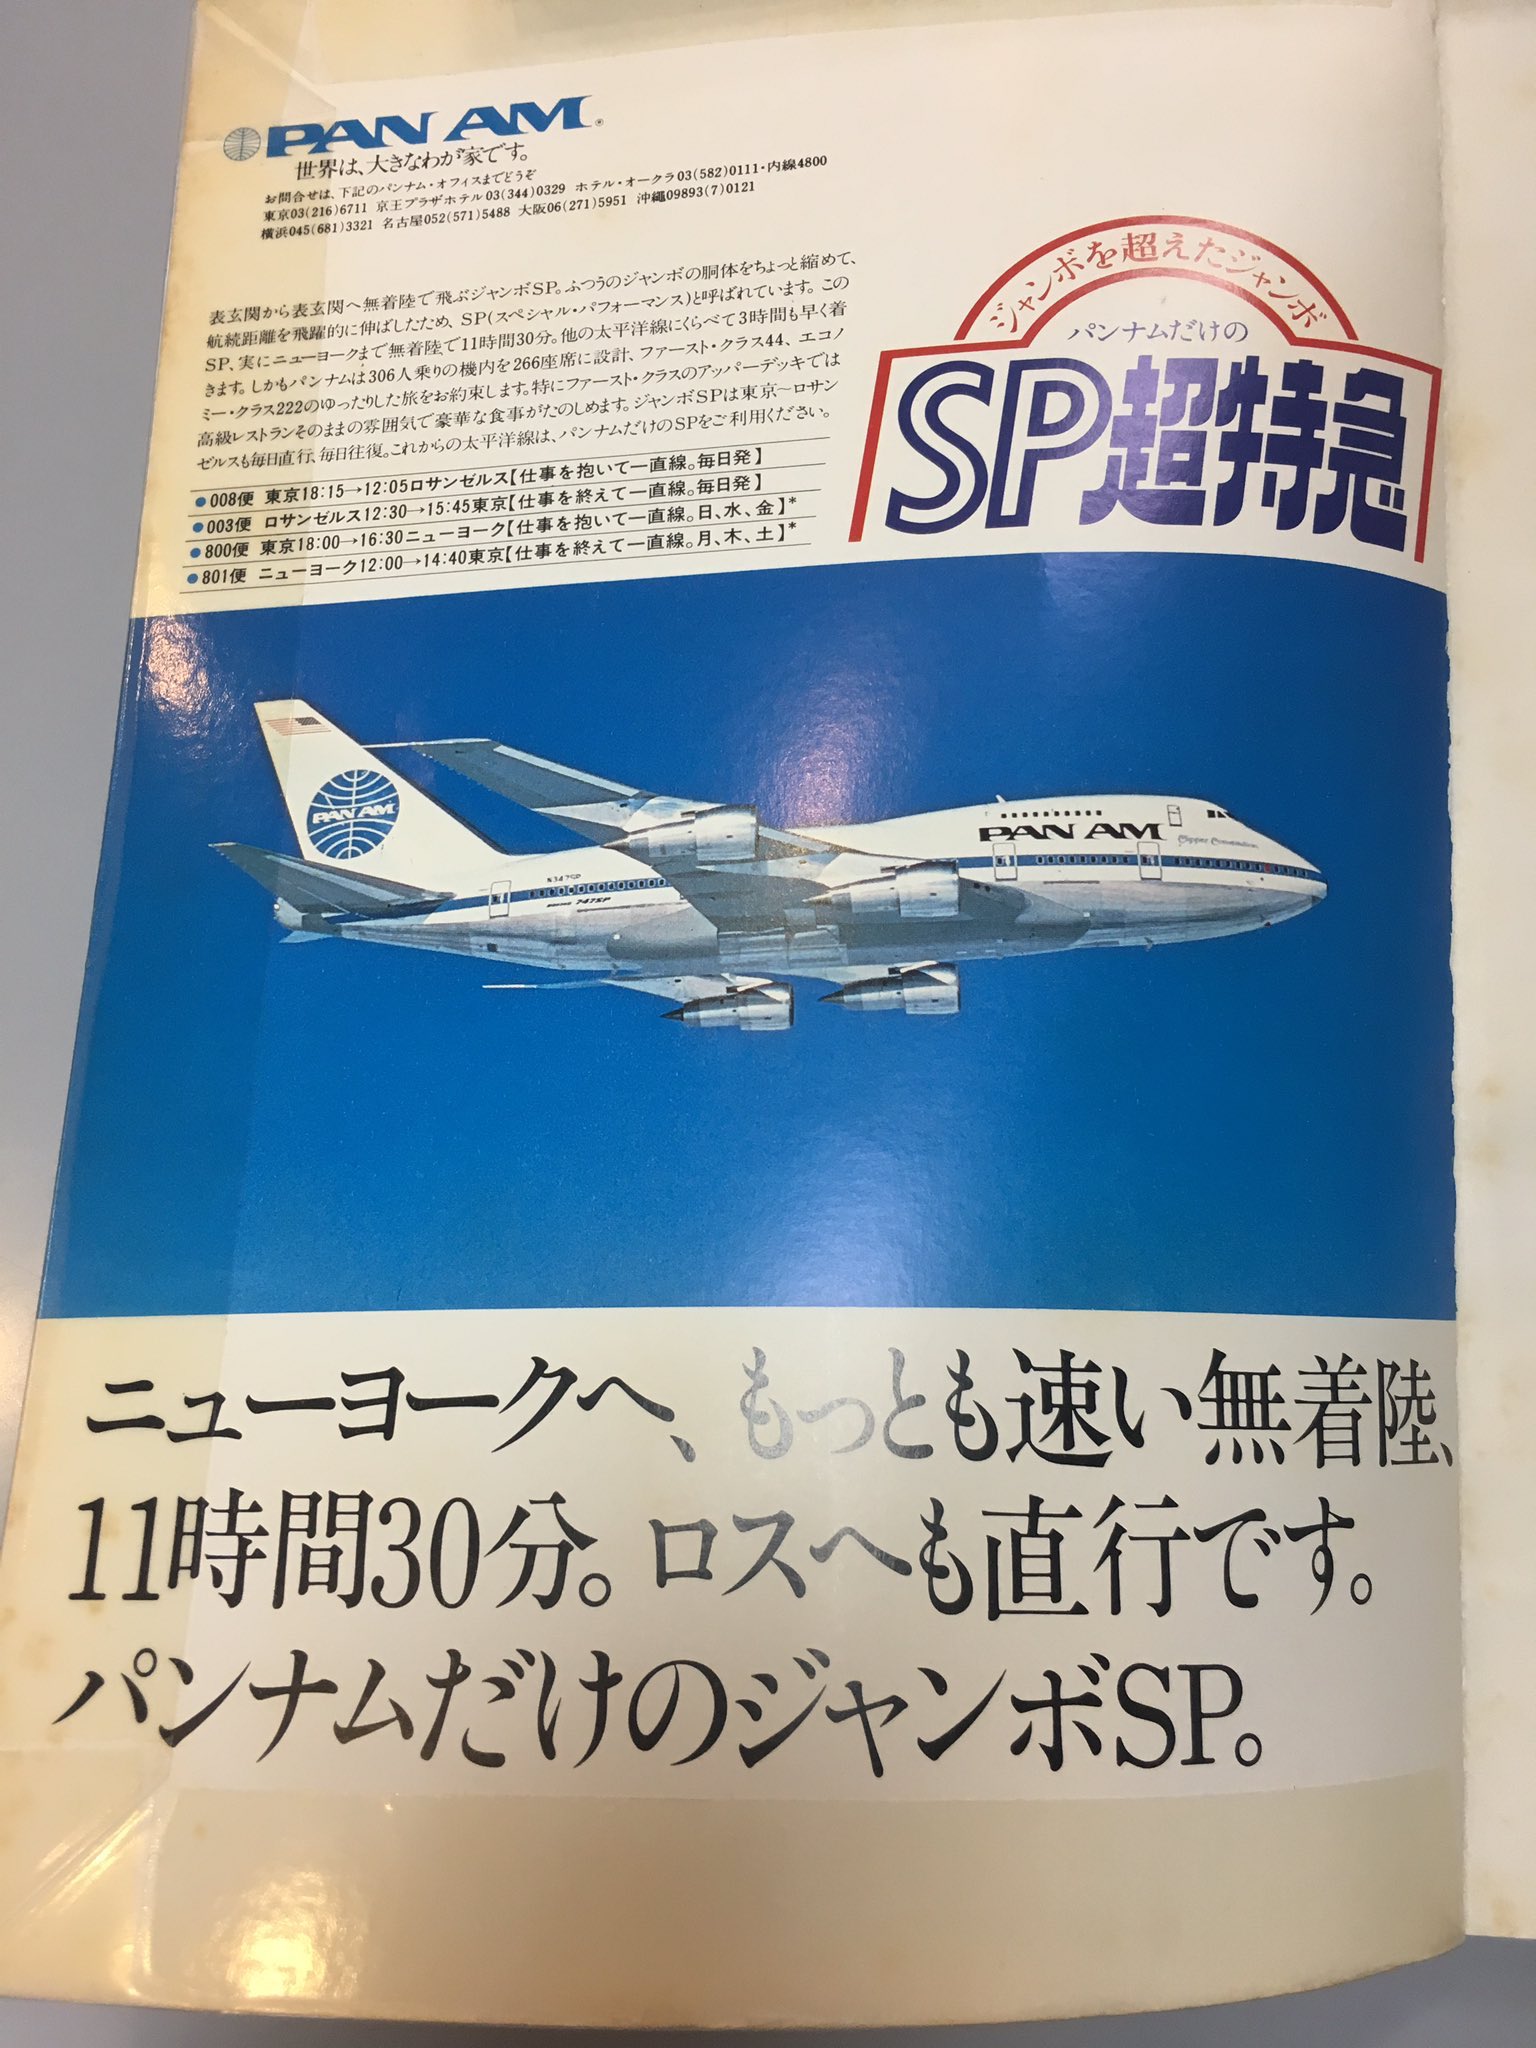 PAN AM®
世界は、大きなわが家です。
お問合せは、下記のパンナム・オフィスまでどうぞ
東京03(216)6711 京王プラザホテル03(344)0329 ホテル・オークラ03(582)0111・内線4800
横浜045(681)3321 名古屋052(571)5488 大阪06(271)5951 沖縄09893(7)0121
表玄関から表玄関へ無着陸で飛ぶジャンボSP。ふつうのジャンボの胴体をちょっと縮めて、
航続距離を飛躍的に伸ばしたため、SP(スペシャル・パフォーマンス)と呼ばれています。この
SP、実にニューヨークまで無着陸で11時間30分。他の太平洋線にくらべて3時間も早く着
きます。しかもパンナムは306人乗りの機内を266座席に設計、ファースト・クラス44、エコノ
ミー・クラス222のゆったりした旅をお約束します。特にファースト・クラスのアッパーデッキでは
高級レストランそのままの雰囲気で豪華な食事がたのしめます。ジャンボSPは東京〜ロサン
ゼルスも毎日直行、毎日往復。これからの太平洋線は、パンナムだけのSPをご利用ください。
●008便 東京18:15→12:05ロサンゼルス【仕事を抱いて一直線。毎日発】
●003便 ロサンゼルス12:30→15:45東京【仕事を終えて一直線。毎日発】
●800便 東京18:00→16:30ニューヨーク【仕事を抱いて一直線。日、水、金】*
●801便 ニューヨーク12:00→14:40東京【仕事を終えて一直線。月、木、土】*
ジャンボを超えたジャンボ
パンナムだけの
SP超特急
PAN AM
PAN AM
Clipper Constitution
N347SP
BOEING 747SP
ニューヨークへ、もっとも速い無着陸、
11時間30分。ロスへも直行です。
パンナムだけのジャンボSP。